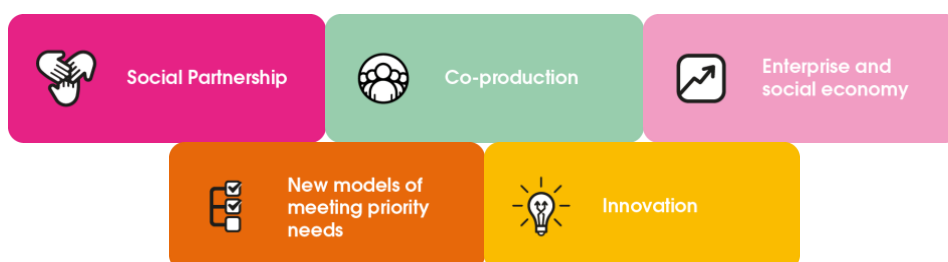 Social Partnership
Co-production
Enterprise and
social economy
New models of
meeting priority
needs
Innovation